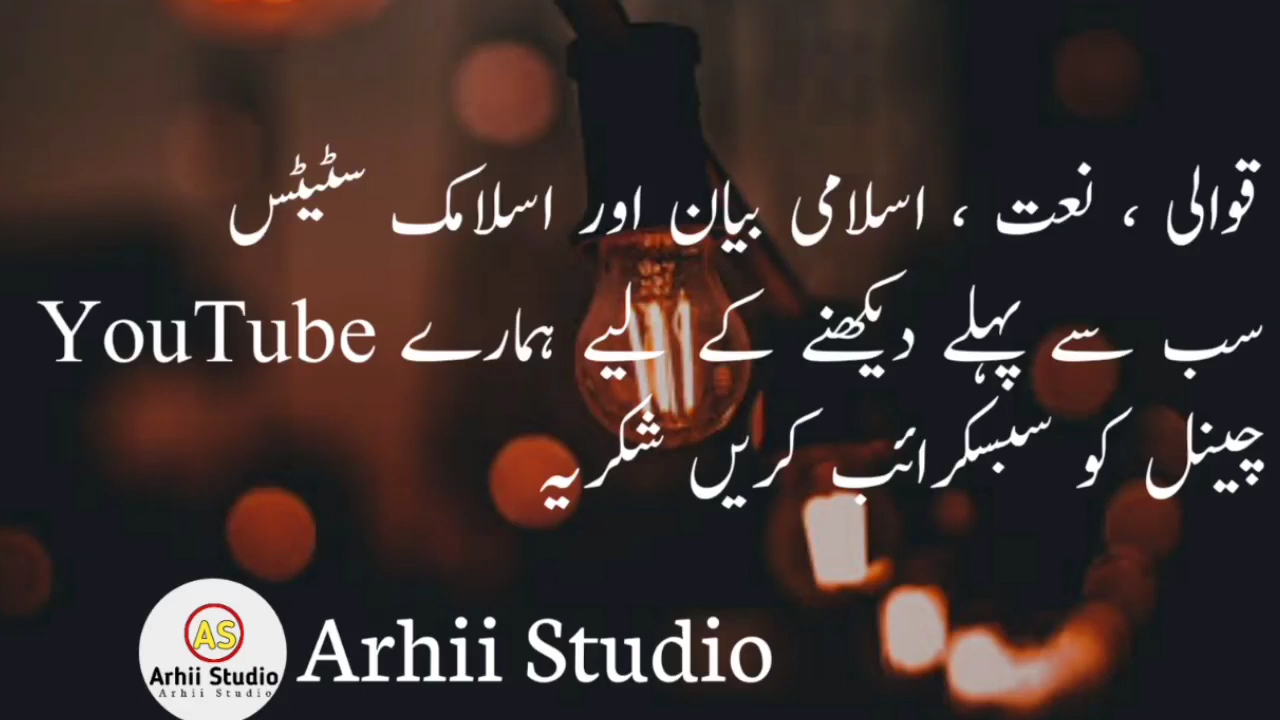 قوالی ، نعت ، اسلامی بیان اور اسلامک سٹیٹس
سب سے پہلے دیکھنے کے لیے ہمارے YouTube
چینل کو سبسکرائب کریں شکریہ
AS
Arhii Studio
Arhii Studio
Arhii Studio